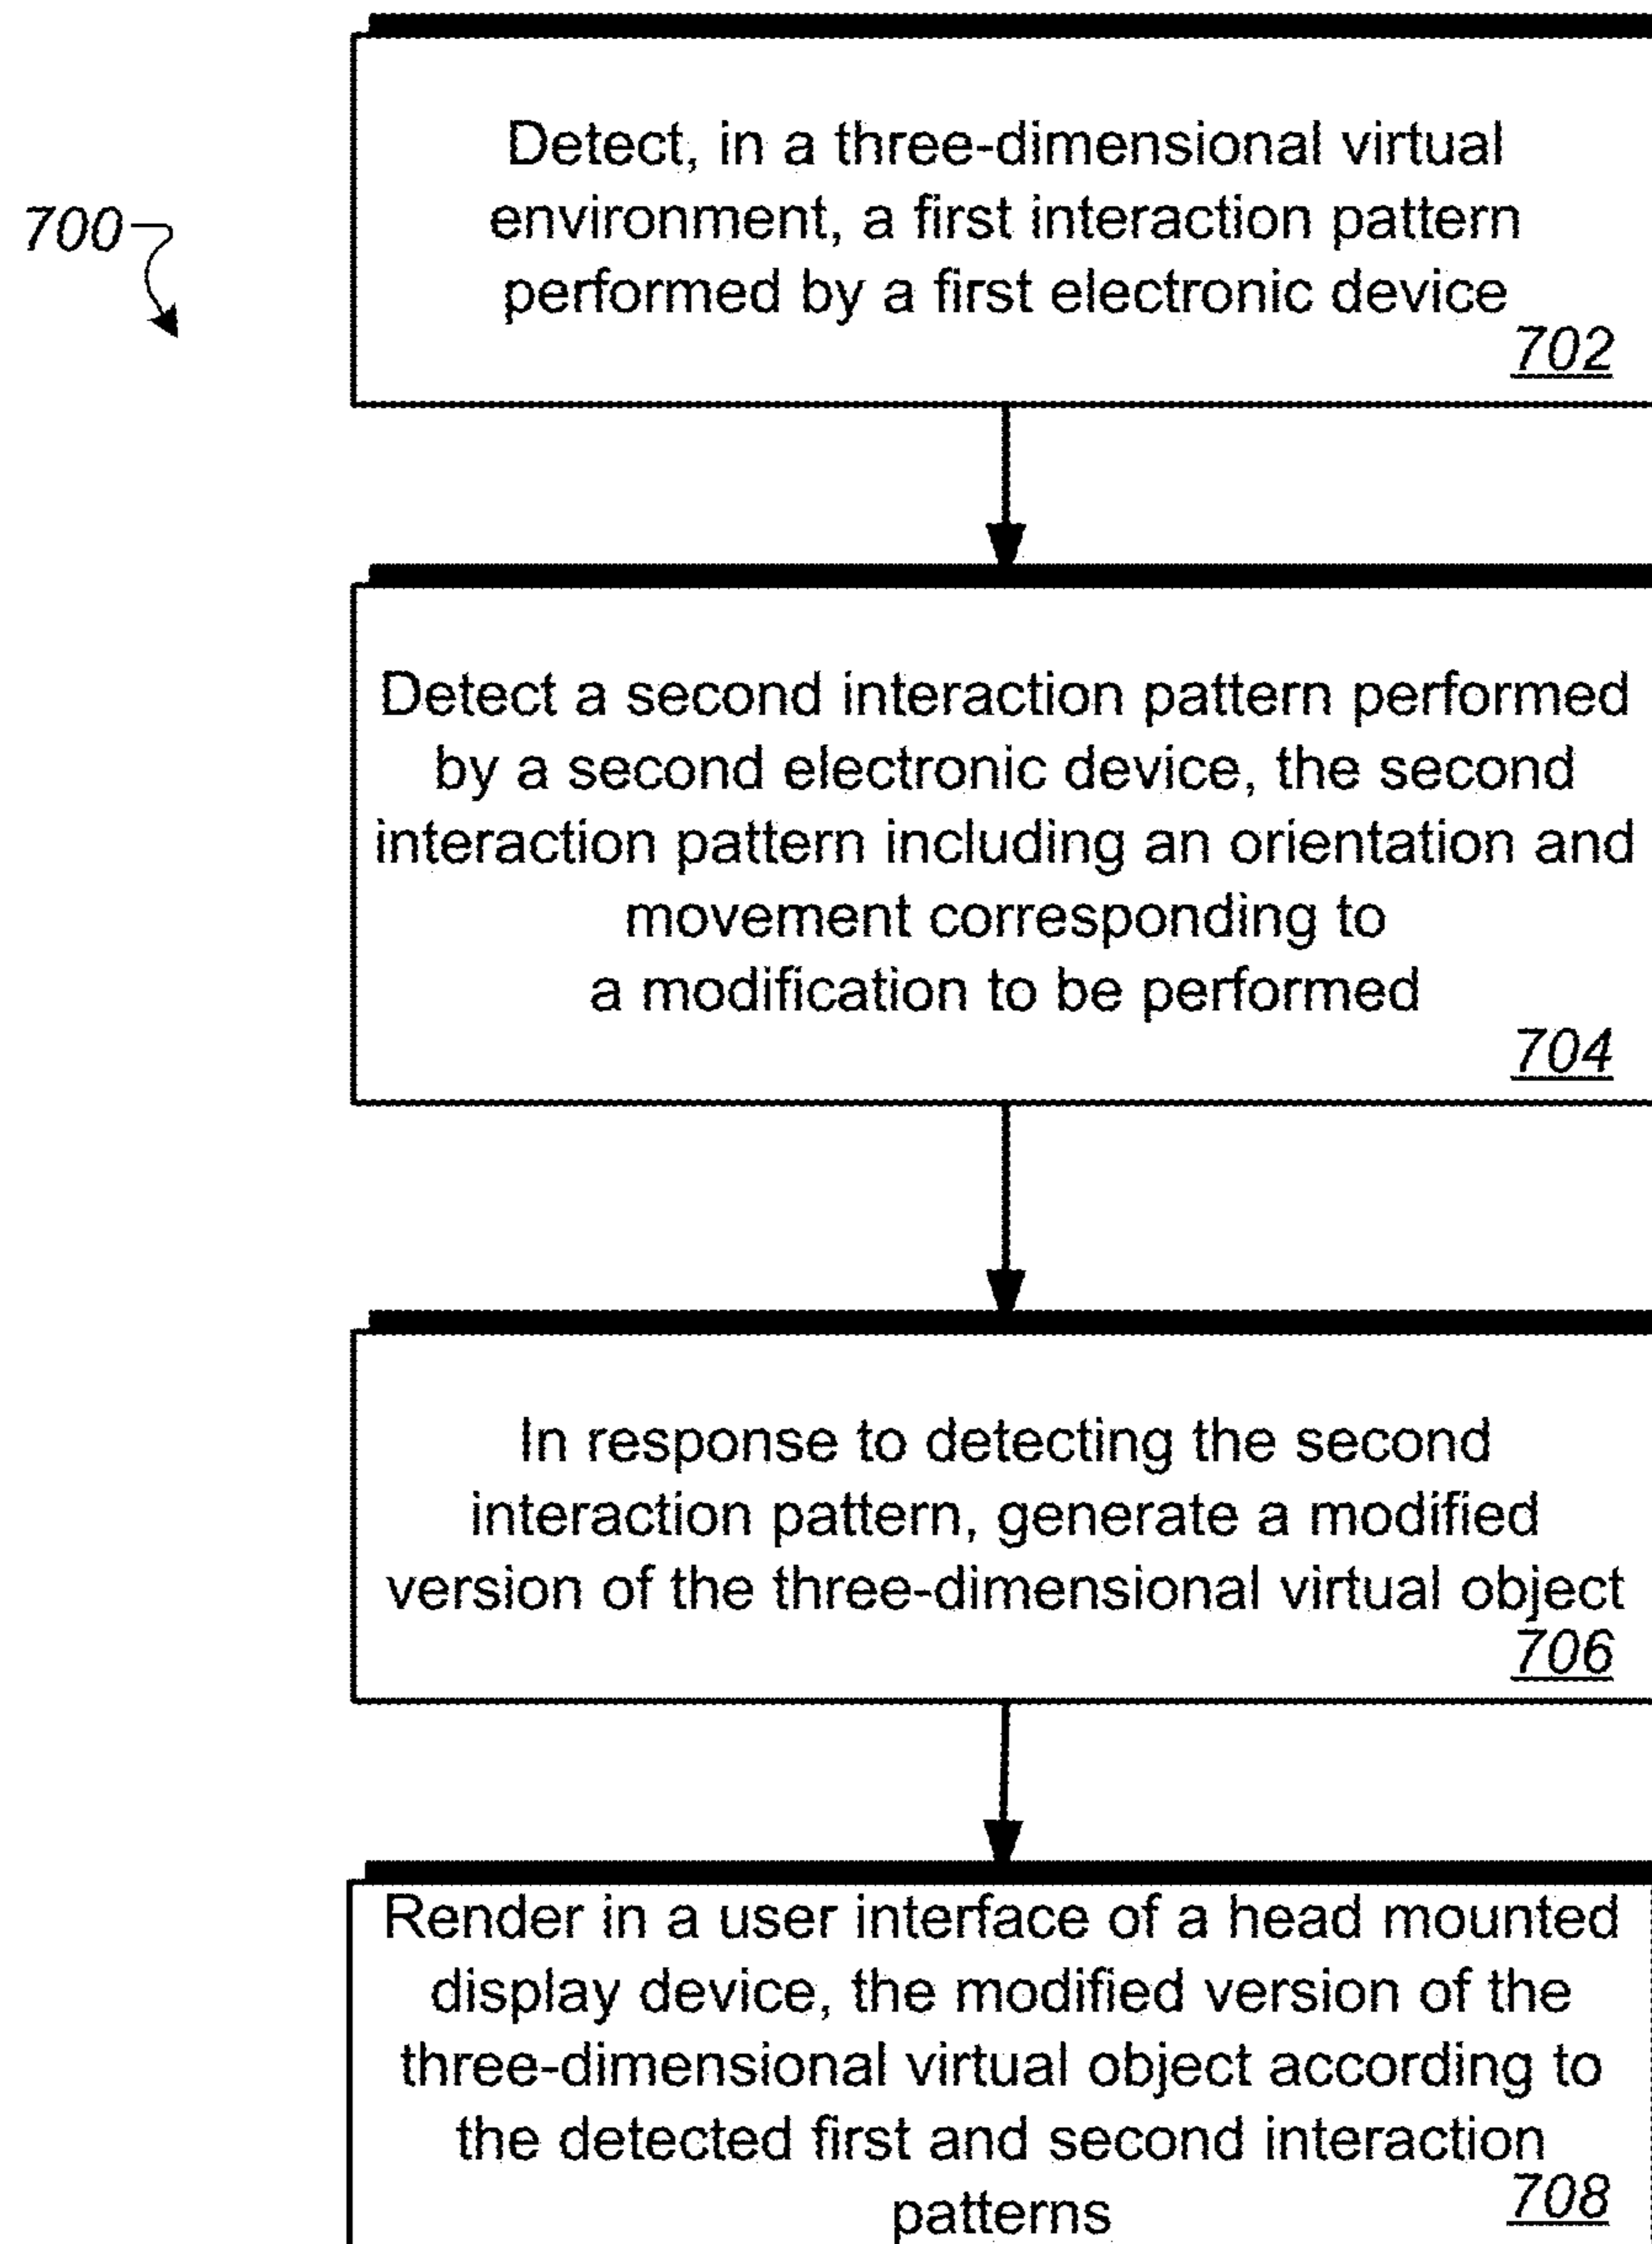 700
Detect, in a three-dimensional virtual
environment, a first interaction pattern
performed by a first electronic device
702
Detect a second interaction pattern performed
by a second electronic device, the second
interaction pattern including an orientation and
movement corresponding to
a modification to be performed
704
In response to detecting the second
interaction pattern, generate a modified
version of the three-dimensional virtual object
706
Render in a user interface of a head mounted
display device, the modified version of the
three-dimensional virtual object according to
the detected first and second interaction
patterns
708